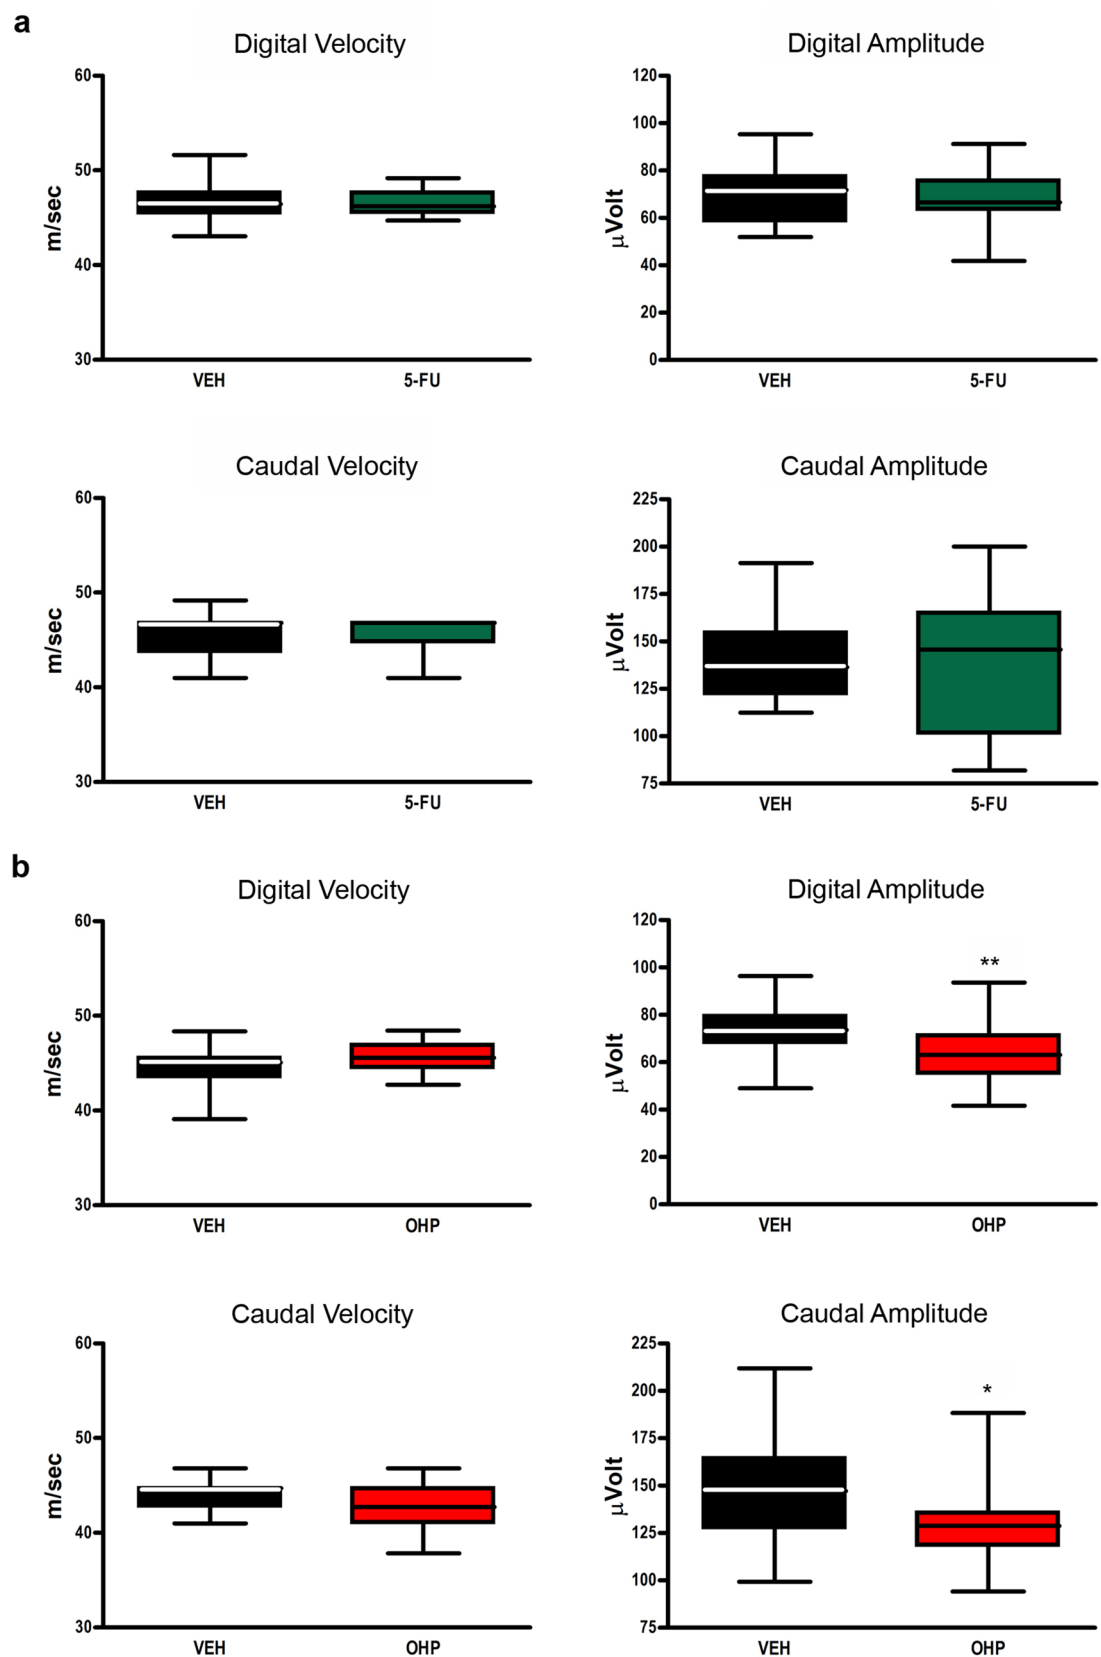 a
Digital Velocity
Digital Amplitude
60
50
40
30
m/sec
VEH
5-FU
120
100
80
60
40
20
0
µVolt
VEH
5-FU
Caudal Velocity
Caudal Amplitude
60
50
40
30
m/sec
VEH
5-FU
225
200
175
150
125
100
75
µVolt
VEH
5-FU
b
Digital Velocity
Digital Amplitude
60
50
40
30
m/sec
VEH
OHP
120
100
80
60
40
20
0
µVolt
**
VEH
OHP
Caudal Velocity
Caudal Amplitude
60
50
40
30
m/sec
VEH
OHP
225
200
175
150
125
100
75
µVolt
*
VEH
OHP